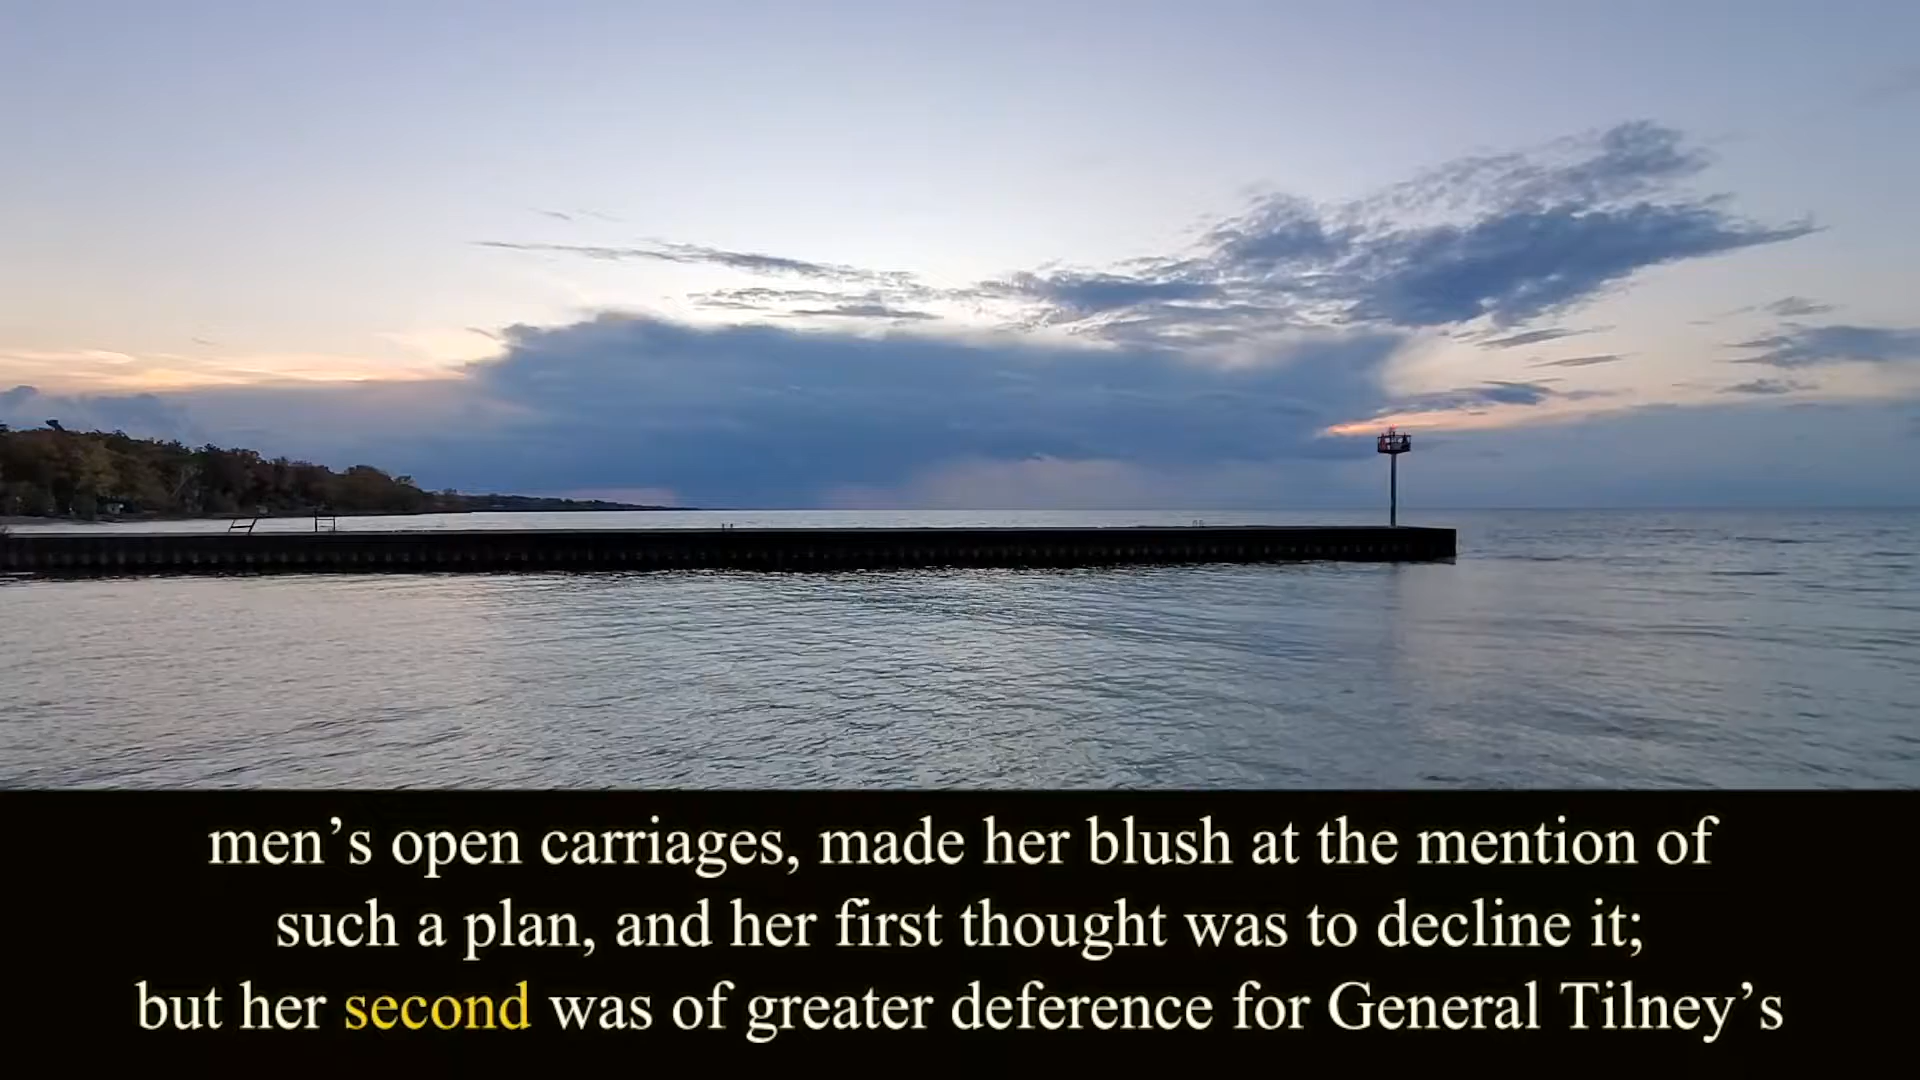 men’s open carriages, made her blush at the mention of
such a plan, and her first thought was to decline it;
but her second was of greater deference for General Tilney’s